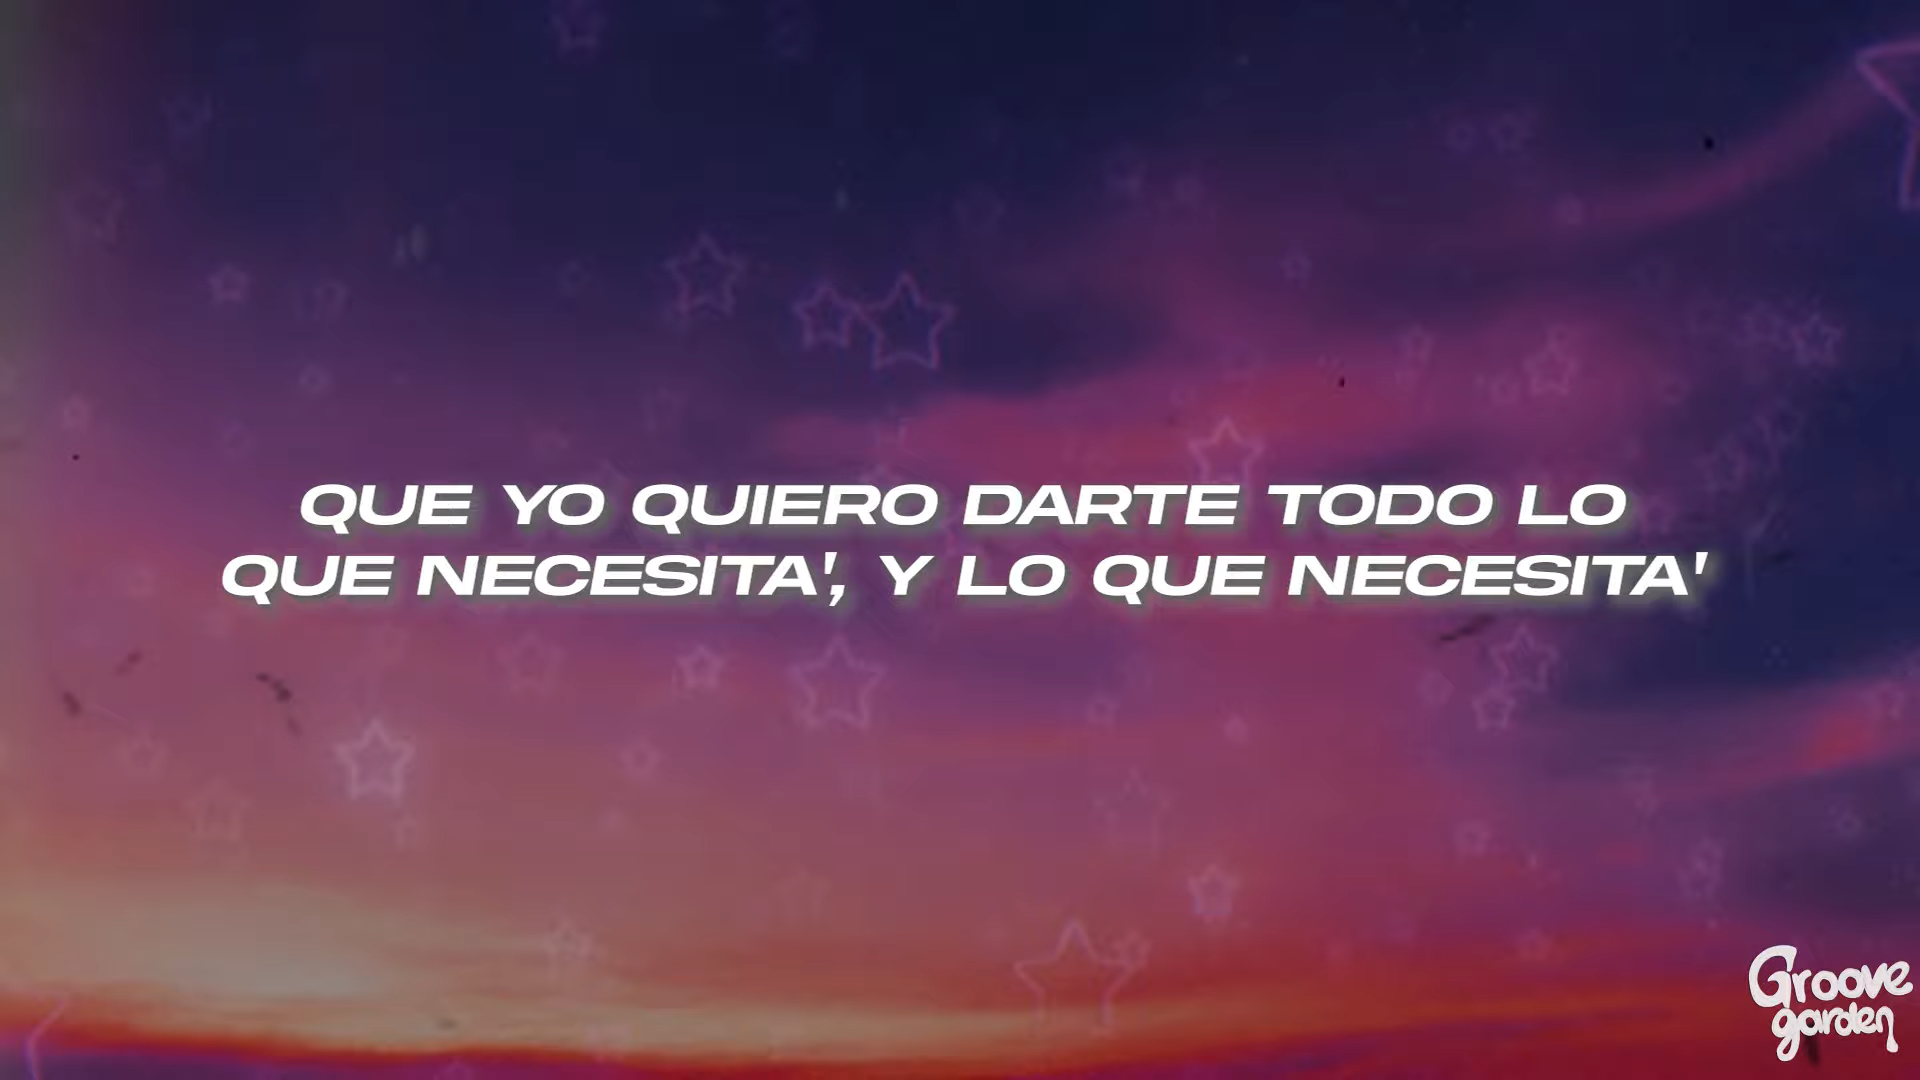 QUE YO QUIERO DARTE TODO LO
QUE NECESITA', Y LO QUE NECESITA'
Groove
garden